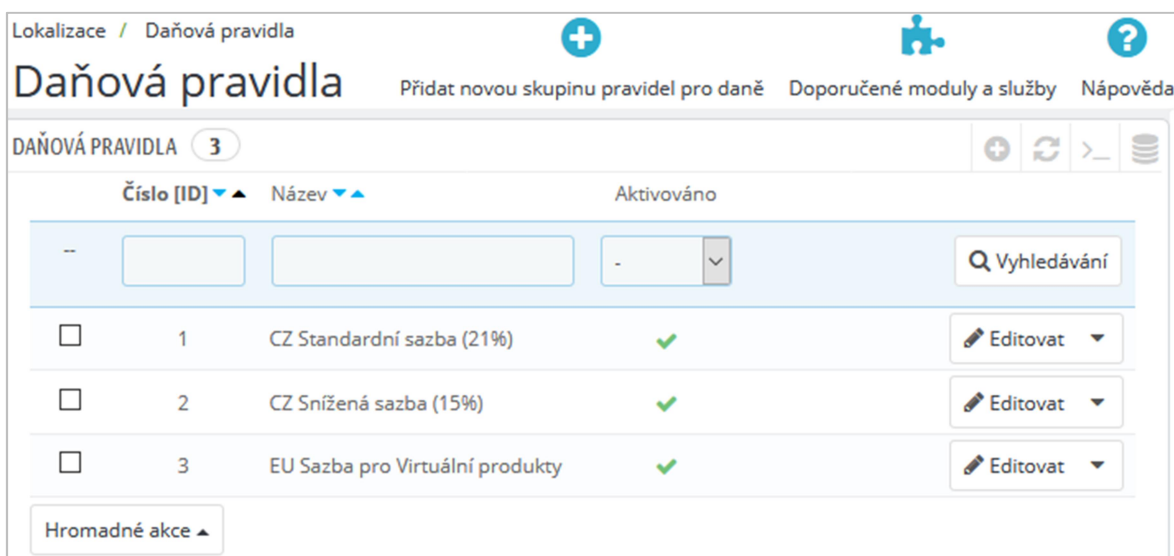 Lokalizace / Daňová pravidla
Daňová pravidla
Přidat novou skupinu pravidel pro daně Doporučené moduly a služby Nápověda
DAŇOVÁ PRAVIDLA 3
Číslo [ID] Název Aktivováno
-- - Vyhledávání
1 CZ Standardní sazba (21%) Editovat
2 CZ Snížená sazba (15%) Editovat
3 EU Sazba pro Virtuální produkty Editovat
Hromadné akce